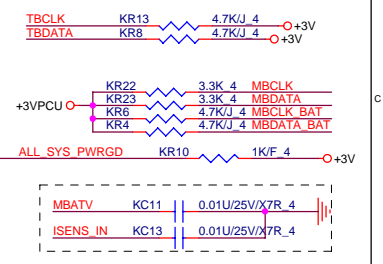 TBCLK KR13 4.7K/J_4 +3V
TBDATA KR8 4.7K/J_4 +3V
KR22 3.3K_4 MBCLK
KR23 3.3K_4 MBDATA
+3VPCU KR6 4.7K/J_4 MBCLK_BAT
KR4 4.7K/J_4 MBDATA_BAT
C
ALL_SYS_PWRGD KR10 1K/F_4 +3V
MBATV KC11 0.01U/25V/X7R_4
ISENS_IN KC13 0.01U/25V/X7R_4